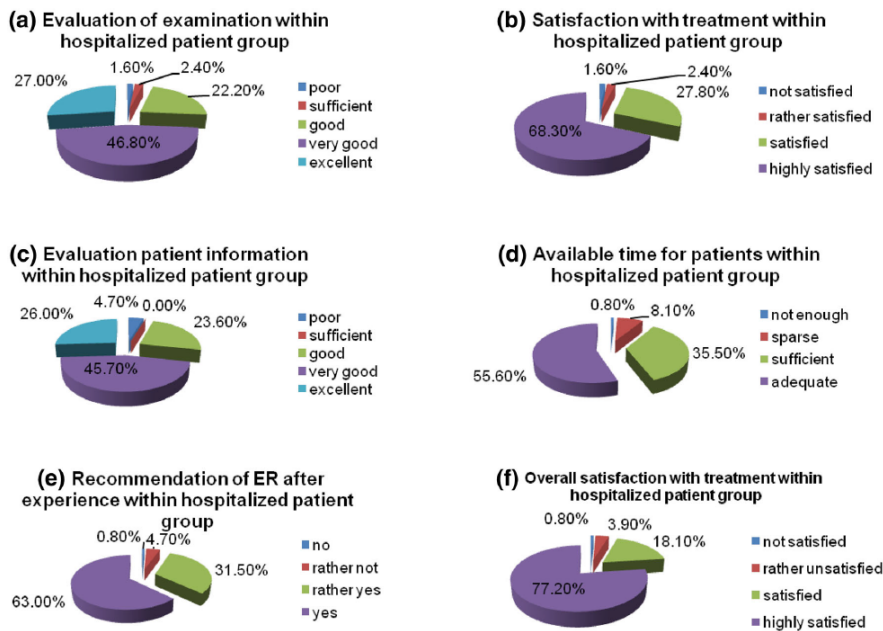 (a) Evaluation of examination within
hospitalized patient group
1.60%
2.40%
27.00%
22.20%
46.80%
poor
sufficient
good
very good
excellent
(b) Satisfaction with treatment within
hospitalized patient group
1.60%
2.40%
27.80%
68.30%
not satisfied
rather satisfied
satisfied
highly satisfied
(c) Evaluation patient information
within hospitalized patient group
4.70%
0.00%
26.00%
23.60%
45.70%
poor
sufficient
good
very good
excellent
(d) Available time for patients within
hospitalized patient group
0.80%
8.10%
35.50%
55.60%
not enough
sparse
sufficient
adequate
(e) Recommendation of ER after
experience within hospitalized patient
group
0.80%
4.70%
31.50%
63.00%
no
rather not
rather yes
yes
(f) Overall satisfaction with treatment within
hospitalized patient group
0.80%
3.90%
18.10%
77.20%
not satisfied
rather unsatisfied
satisfied
highly satisfied